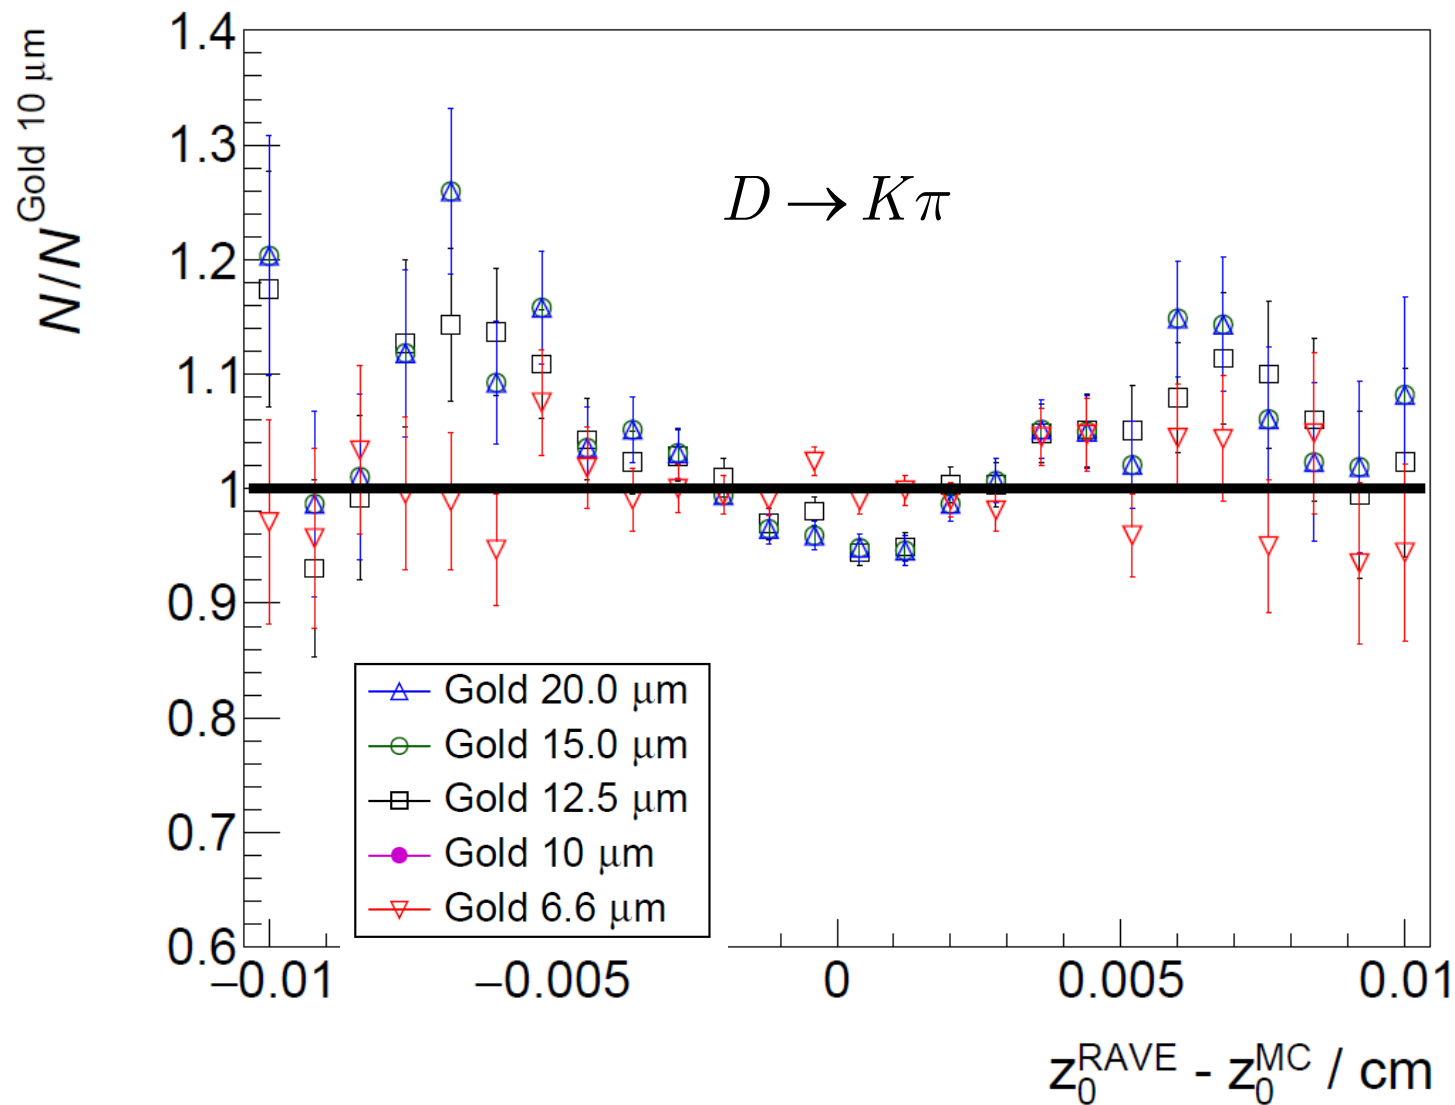 N/N^Gold 10 μm
1.4
1.3
1.2
1.1
1
0.9
0.8
0.7
0.6
D → Kπ
Gold 20.0 μm
Gold 15.0 μm
Gold 12.5 μm
Gold 10 μm
Gold 6.6 μm
−0.01 −0.005 0 0.005 0.01
z_0^RAVE - z_0^MC / cm